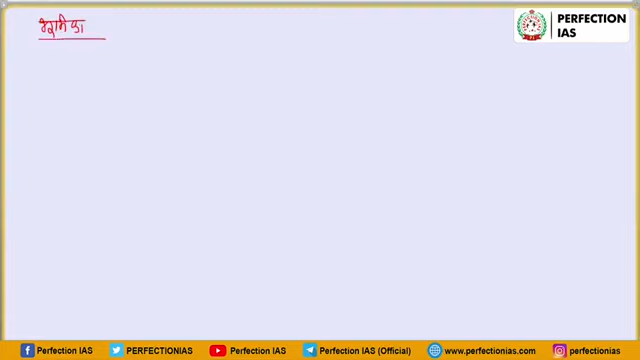 PERFECTION
IAS
Perfection IAS
PERFECTIONIAS
Perfection IAS
Perfection IAS (Official)
www.perfectionias.com
perfectionias